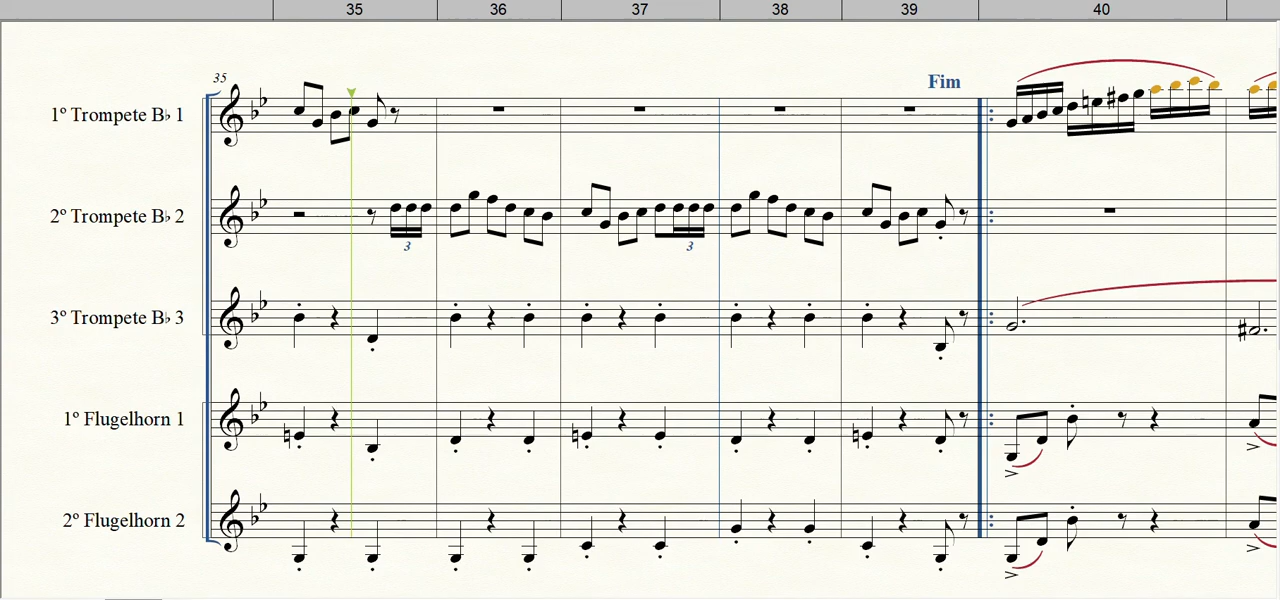 35 36 37 38 39 40
35
Fim
1º Trompete B♭ 1
2º Trompete B♭ 2
3 3
3º Trompete B♭ 3
1º Flugelhorn 1
2º Flugelhorn 2